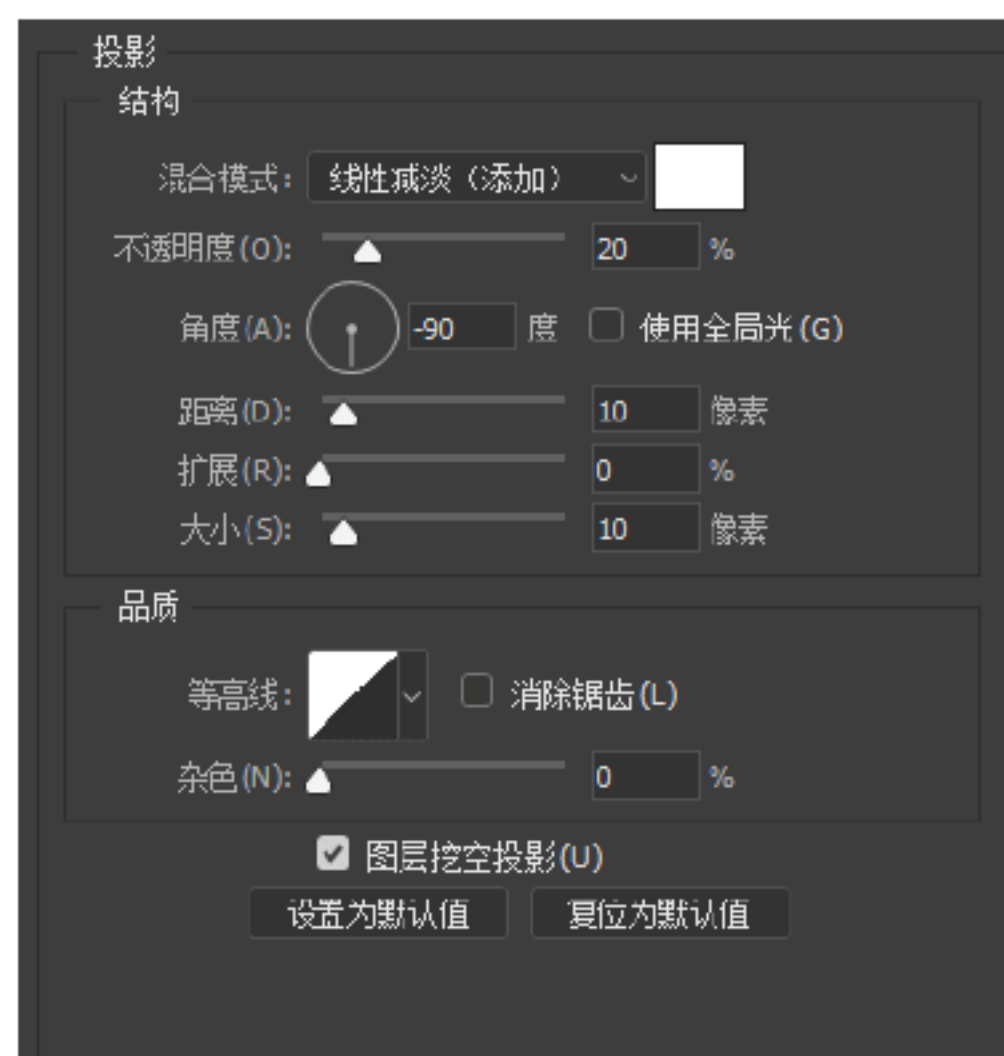 投影
结构
混合模式: 线性减淡（添加）
不透明度(O): 20 %
角度(A): -90 度 使用全局光(G)
距离(D): 10 像素
扩展(R): 0 %
大小(S): 10 像素
品质
等高线: 消除锯齿(L)
杂色(N): 0 %
图层挖空投影(U)
设置为默认值 复位为默认值